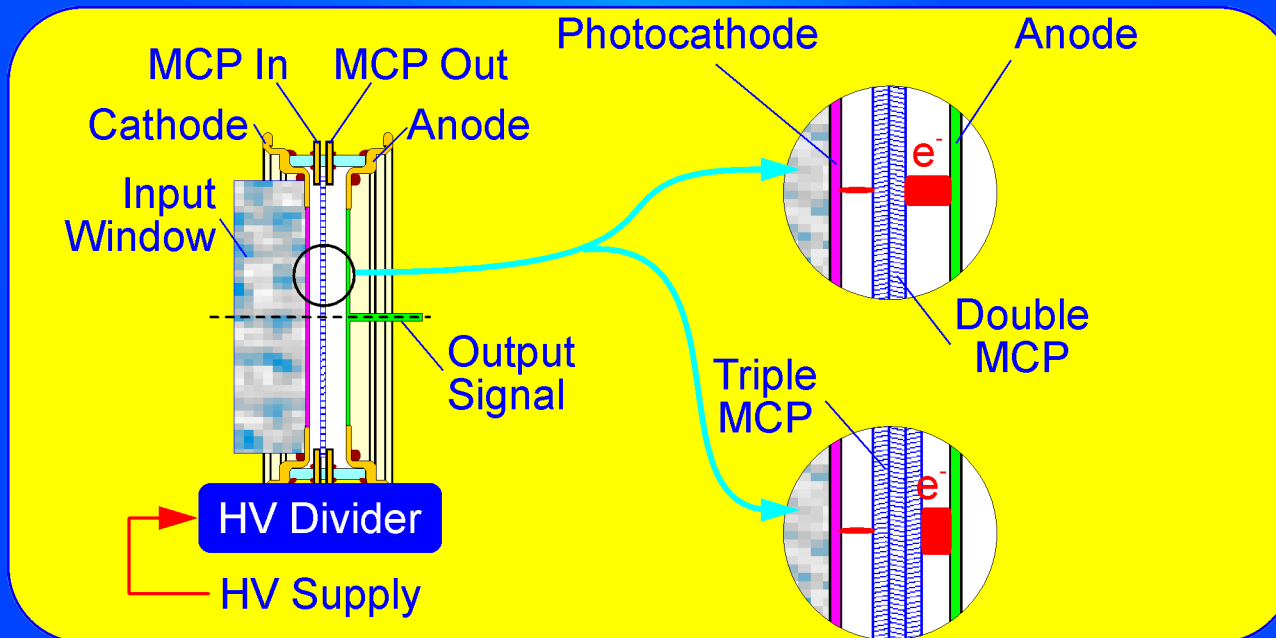 Photocathode
Anode
MCP In
MCP Out
Cathode
Anode
e-
Input
Window
Double
MCP
Output
Signal
Triple
MCP
e-
HV Divider
HV Supply